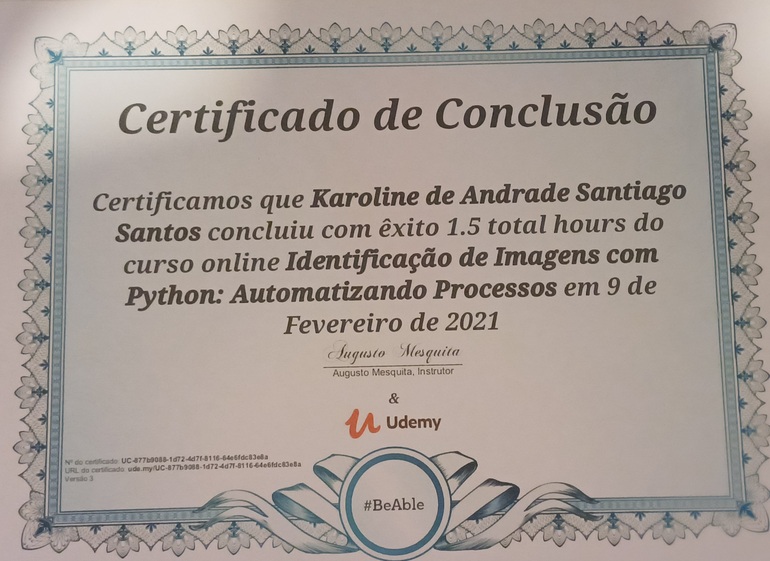 Certificado de Conclusão
Certificamos que Karoline de Andrade Santiago
Santos concluiu com êxito 1.5 total hours do
curso online Identificação de Imagens com
Python: Automatizando Processos em 9 de
Fevereiro de 2021
Augusto Mesquita
Augusto Mesquita, Instrutor
&
Udemy
Nº do certificado: UC-877b9088-1d72-4d7f-8116-64e6fdc83e8a
URL do certificado: ude.my/UC-877b9088-1d72-4d7f-8116-64e6fdc83e8a
Versão 3
#BeAble